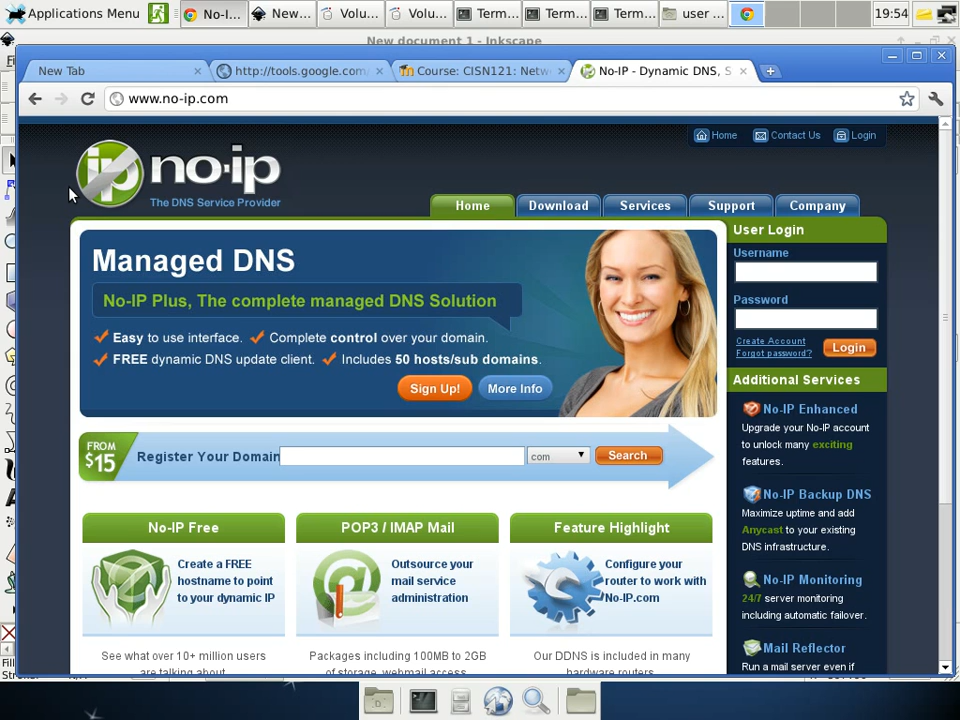 Applications Menu
No-I...
New...
Volu...
Volu...
Term...
Term...
Term...
user ...
19:54
New document 1 - Inkscape
New Tab
http://tools.google.com/
Course: CISN121: Netw
No-IP - Dynamic DNS, S
www.no-ip.com
Home
Contact Us
Login
ip
no-ip
The DNS Service Provider
Home
Download
Services
Support
Company
Managed DNS
No-IP Plus, The complete managed DNS Solution
Easy to use interface. Complete control over your domain.
FREE dynamic DNS update client. Includes 50 hosts/sub domains.
Sign Up!
More Info
User Login
Username
Password
Create Account
Forgot password?
Login
Additional Services
No-IP Enhanced
Upgrade your No-IP account
to unlock many exciting
features.
No-IP Backup DNS
Maximize uptime and add
Anycast to your existing
DNS infrastructure.
No-IP Monitoring
24/7 server monitoring
including automatic failover.
Mail Reflector
Run a mail server even if
FROM
$15
Register Your Domain
com
Search
No-IP Free
Create a FREE
hostname to point
to your dynamic IP
See what over 10+ million users
are talking about
POP3 / IMAP Mail
Outsource your
mail service
administration
Packages including 100MB to 2GB
of storage, webmail access
Feature Highlight
Configure your
router to work with
No-IP.com
Our DDNS is included in many
hardware routers